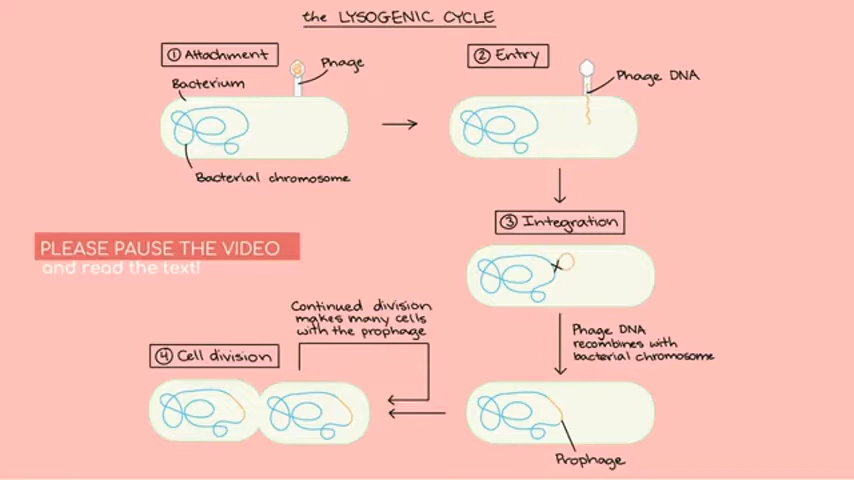 the LYSOGENIC CYCLE
① Attachment
Phage
Bacterium
Bacterial chromosome
② Entry
Phage DNA
③ Integration
PLEASE PAUSE THE VIDEO
and read the text!
Phage DNA
recombines with
bacterial chromosome
Prophage
Continued division
makes many cells
with the prophage
④ Cell division